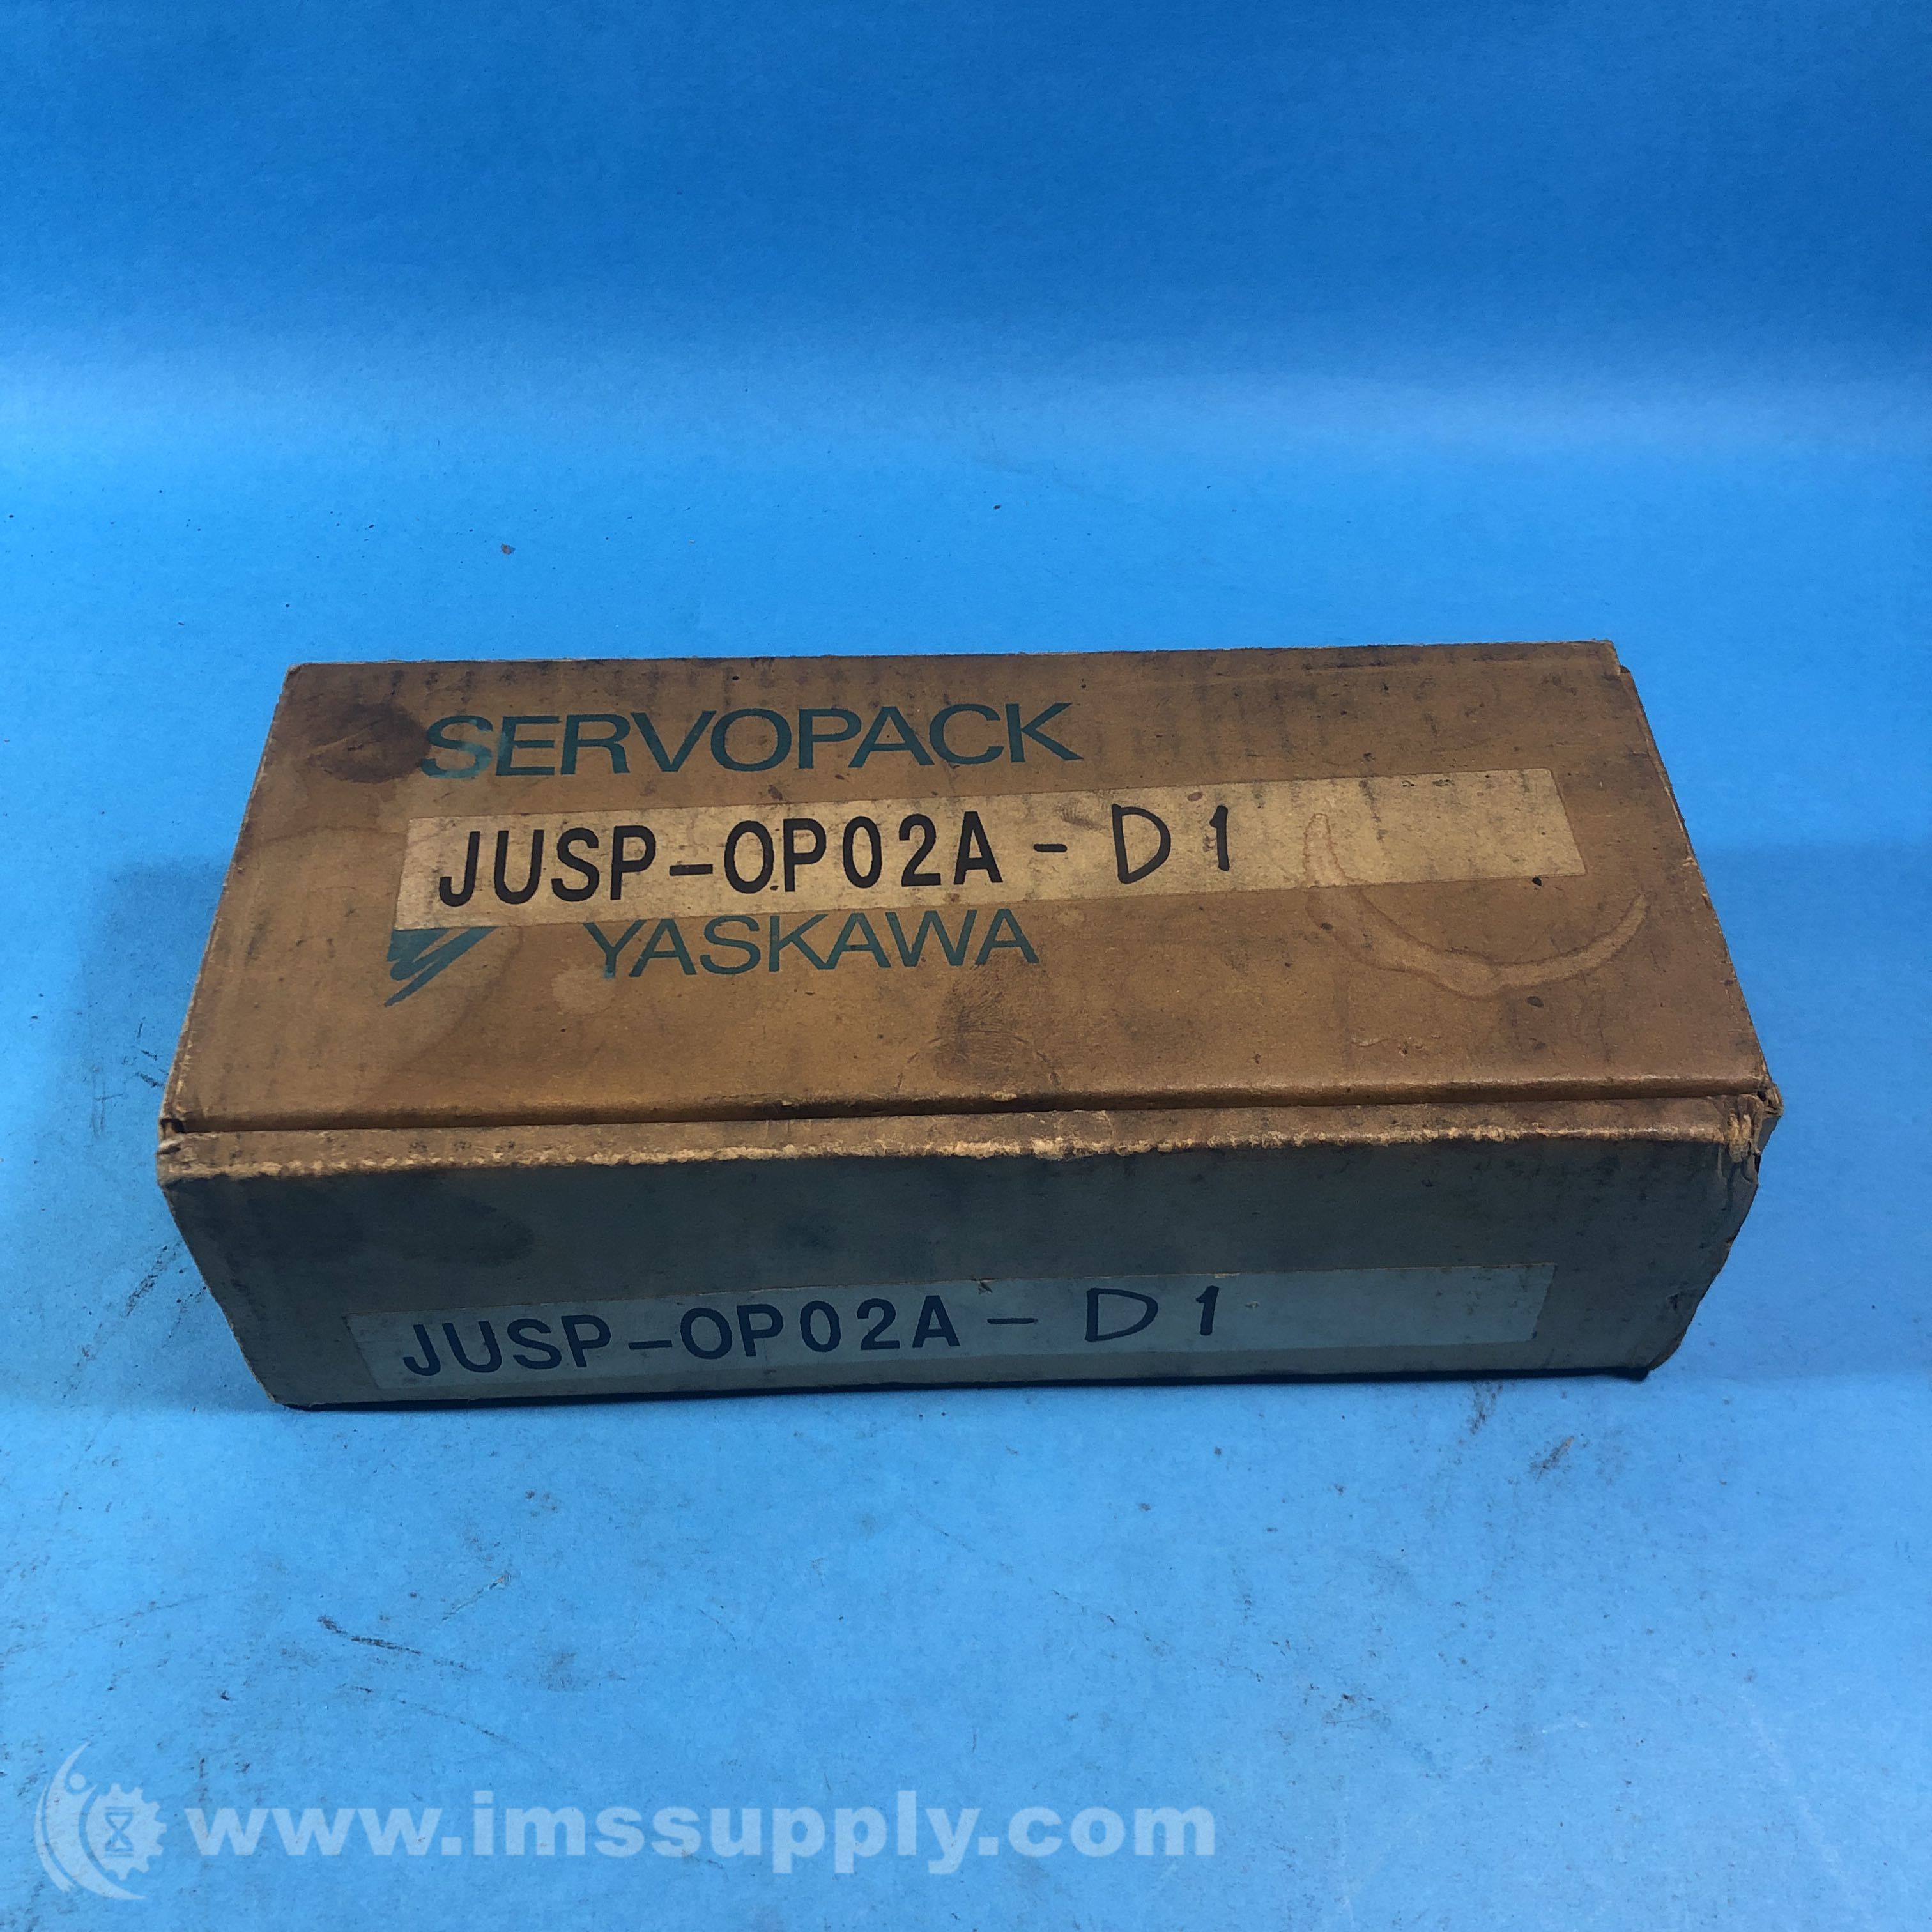 SERVOPACK
JUSP-OP02A-D1
YASKAWA
JUSP-OP02A-D1
www.imssupply.com